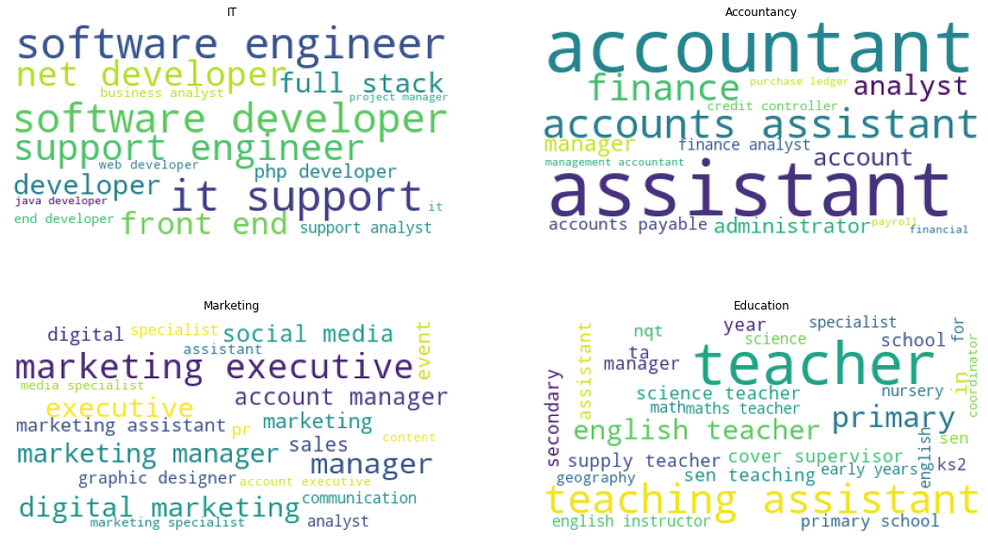 IT
software engineer
net developer
full stack
business analyst
project manager
software developer
support engineer
web developer
php developer
developer
it support
java developer
it
end developer
front end
support analyst
Accountancy
accountant
finance
purchase ledger
analyst
credit controller
accounts assistant
manager
finance analyst
management accountant
account
assistant
accounts payable
administrator
payroll
financial
Marketing
digital
specialist
social media
event
assistant
marketing executive
media specialist
account manager
executive
marketing assistant
pr
marketing
content
marketing manager
sales
manager
graphic designer
account executive
digital marketing
communication
marketing specialist
analyst
Education
nqt
year
specialist
for
science
school
assistant
ta
manager
teacher
coordinator
in
science teacher
nursery
secondary
math
maths teacher
primary
english teacher
english
sen
supply teacher
cover supervisor
ks2
geography
sen teaching
early years
teaching assistant
english instructor
primary school